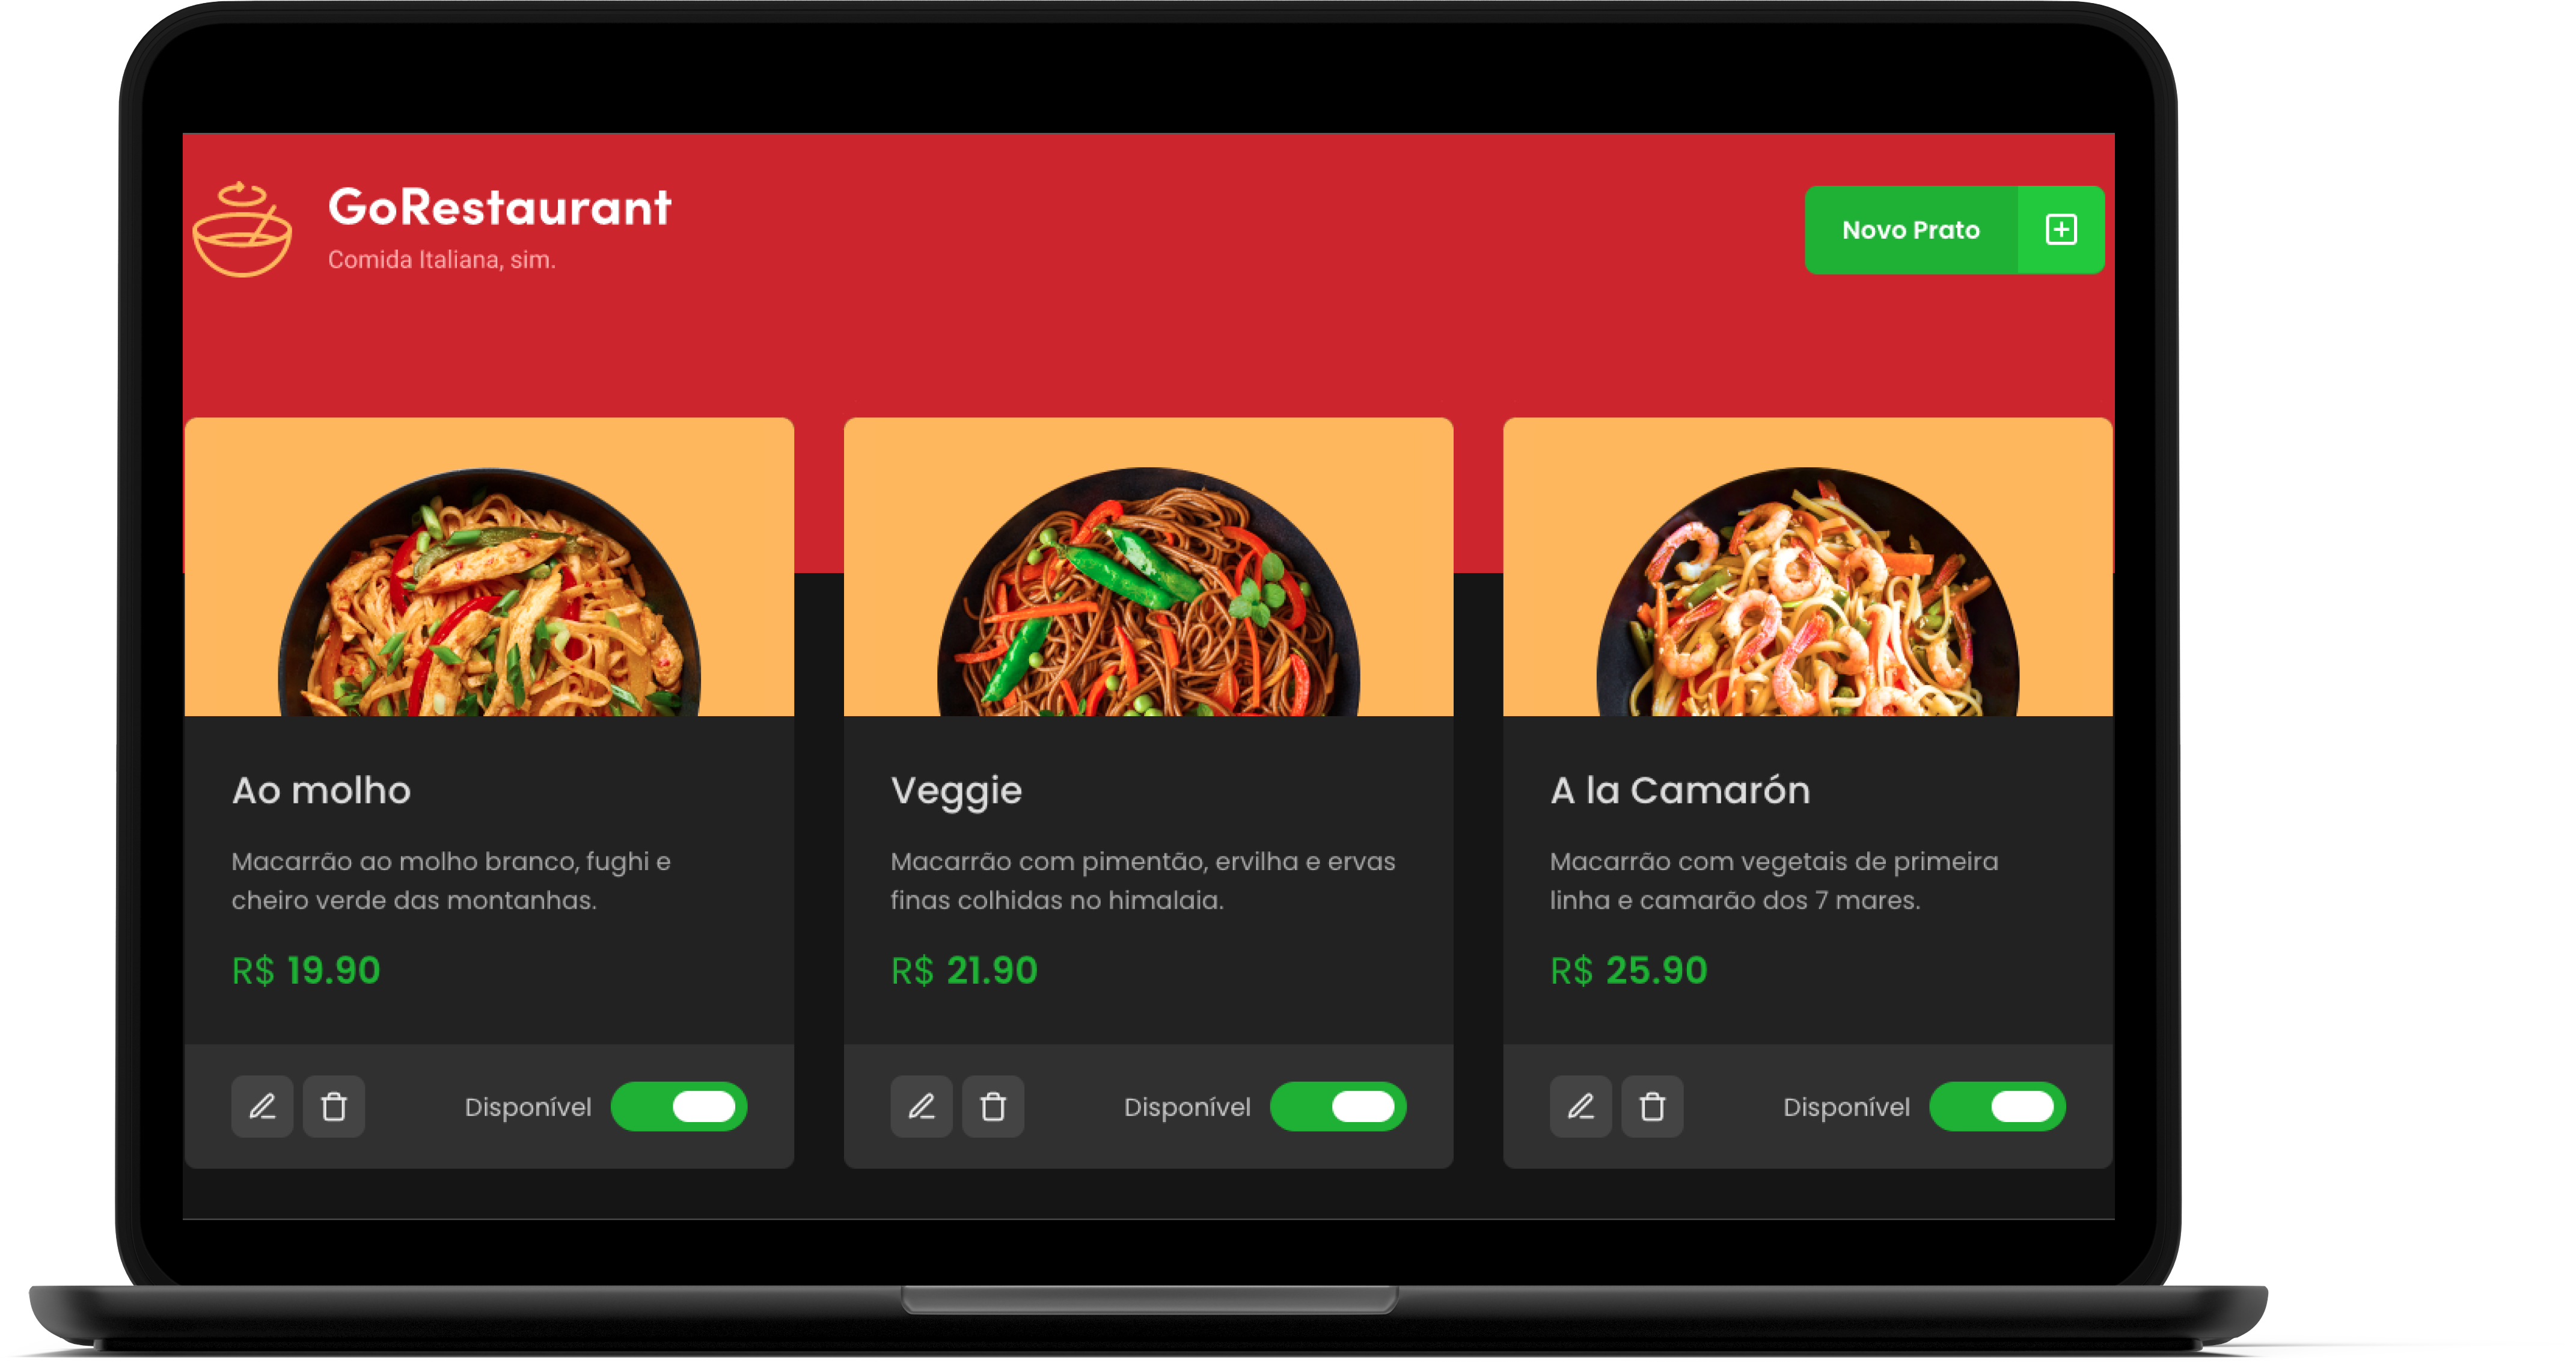 GoRestaurant
Comida Italiana, sim.
Novo Prato
Ao molho
Macarrão ao molho branco, fughi e
cheiro verde das montanhas.
R$ 19.90
Disponível
Veggie
Macarrão com pimentão, ervilha e ervas
finas colhidas no himalaia.
R$ 21.90
Disponível
A la Camarón
Macarrão com vegetais de primeira
linha e camarão dos 7 mares.
R$ 25.90
Disponível